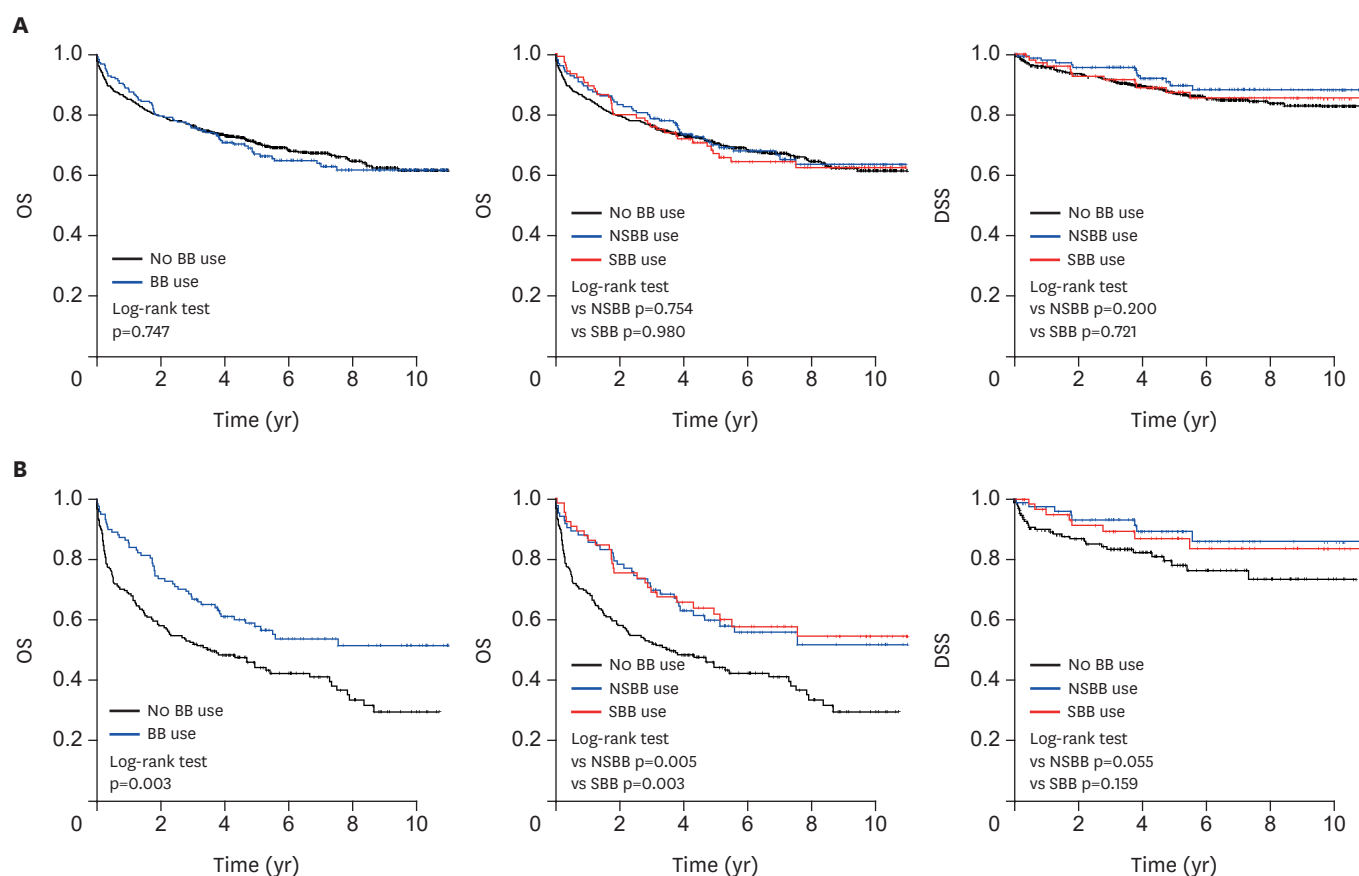 A
1.0
0.8
0.6
0.4
0.2
0
OS
No BB use
BB use
Log-rank test
p=0.747
2 4 6 8 10
Time (yr)
1.0
0.8
0.6
0.4
0.2
0
OS
No BB use
NSBB use
SBB use
Log-rank test
vs NSBB p=0.754
vs SBB p=0.980
2 4 6 8 10
Time (yr)
1.0
0.8
0.6
0.4
0.2
0
DSS
No BB use
NSBB use
SBB use
Log-rank test
vs NSBB p=0.200
vs SBB p=0.721
2 4 6 8 10
Time (yr)
B
1.0
0.8
0.6
0.4
0.2
0
OS
No BB use
BB use
Log-rank test
p=0.003
2 4 6 8 10
Time (yr)
1.0
0.8
0.6
0.4
0.2
0
OS
No BB use
NSBB use
SBB use
Log-rank test
vs NSBB p=0.005
vs SBB p=0.003
2 4 6 8 10
Time (yr)
1.0
0.8
0.6
0.4
0.2
0
DSS
No BB use
NSBB use
SBB use
Log-rank test
vs NSBB p=0.055
vs SBB p=0.159
2 4 6 8 10
Time (yr)